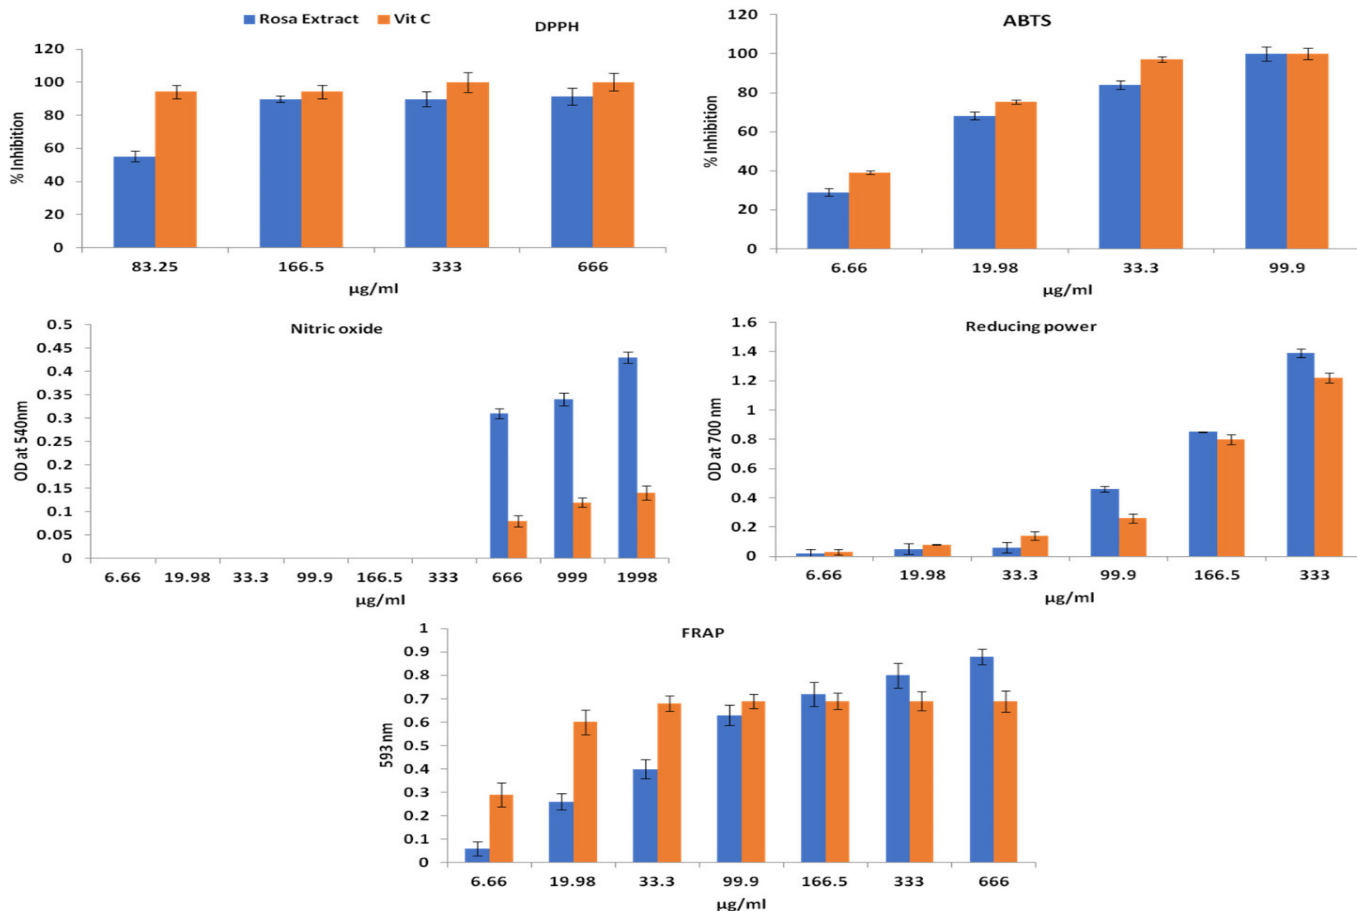 Rosa Extract Vit C
DPPH
120
100
80
60
40
20
0
% Inhibition
83.25 166.5 333 666
µg/ml
ABTS
120
100
80
60
40
20
0
% Inhibition
6.66 19.98 33.3 99.9
µg/ml
Nitric oxide
0.5
0.45
0.4
0.35
0.3
0.25
0.2
0.15
0.1
0.05
0
OD at 540nm
6.66 19.98 33.3 99.9 166.5 333 666 999 1998
µg/ml
Reducing power
1.6
1.4
1.2
1
0.8
0.6
0.4
0.2
0
OD at 700 nm
6.66 19.98 33.3 99.9 166.5 333
µg/ml
FRAP
1
0.9
0.8
0.7
0.6
0.5
0.4
0.3
0.2
0.1
0
593 nm
6.66 19.98 33.3 99.9 166.5 333 666
µg/ml